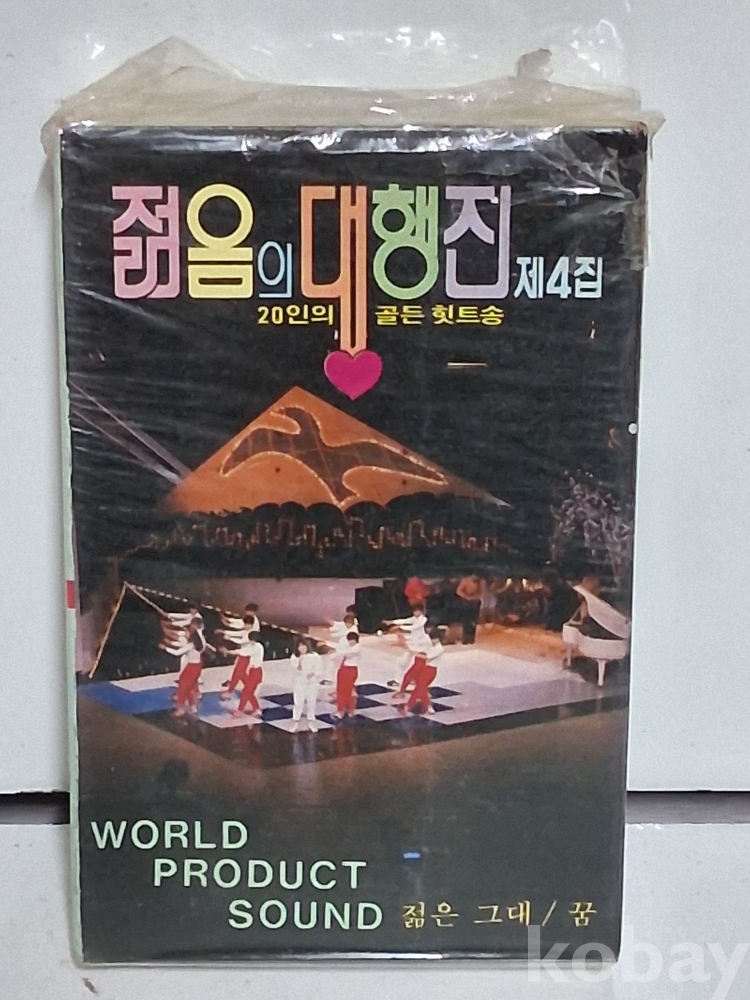 젊음의 대행진 제4집
20인의 골든 힛트송
WORLD
PRODUCT
SOUND 젊은 그대 / 꿈
kobay